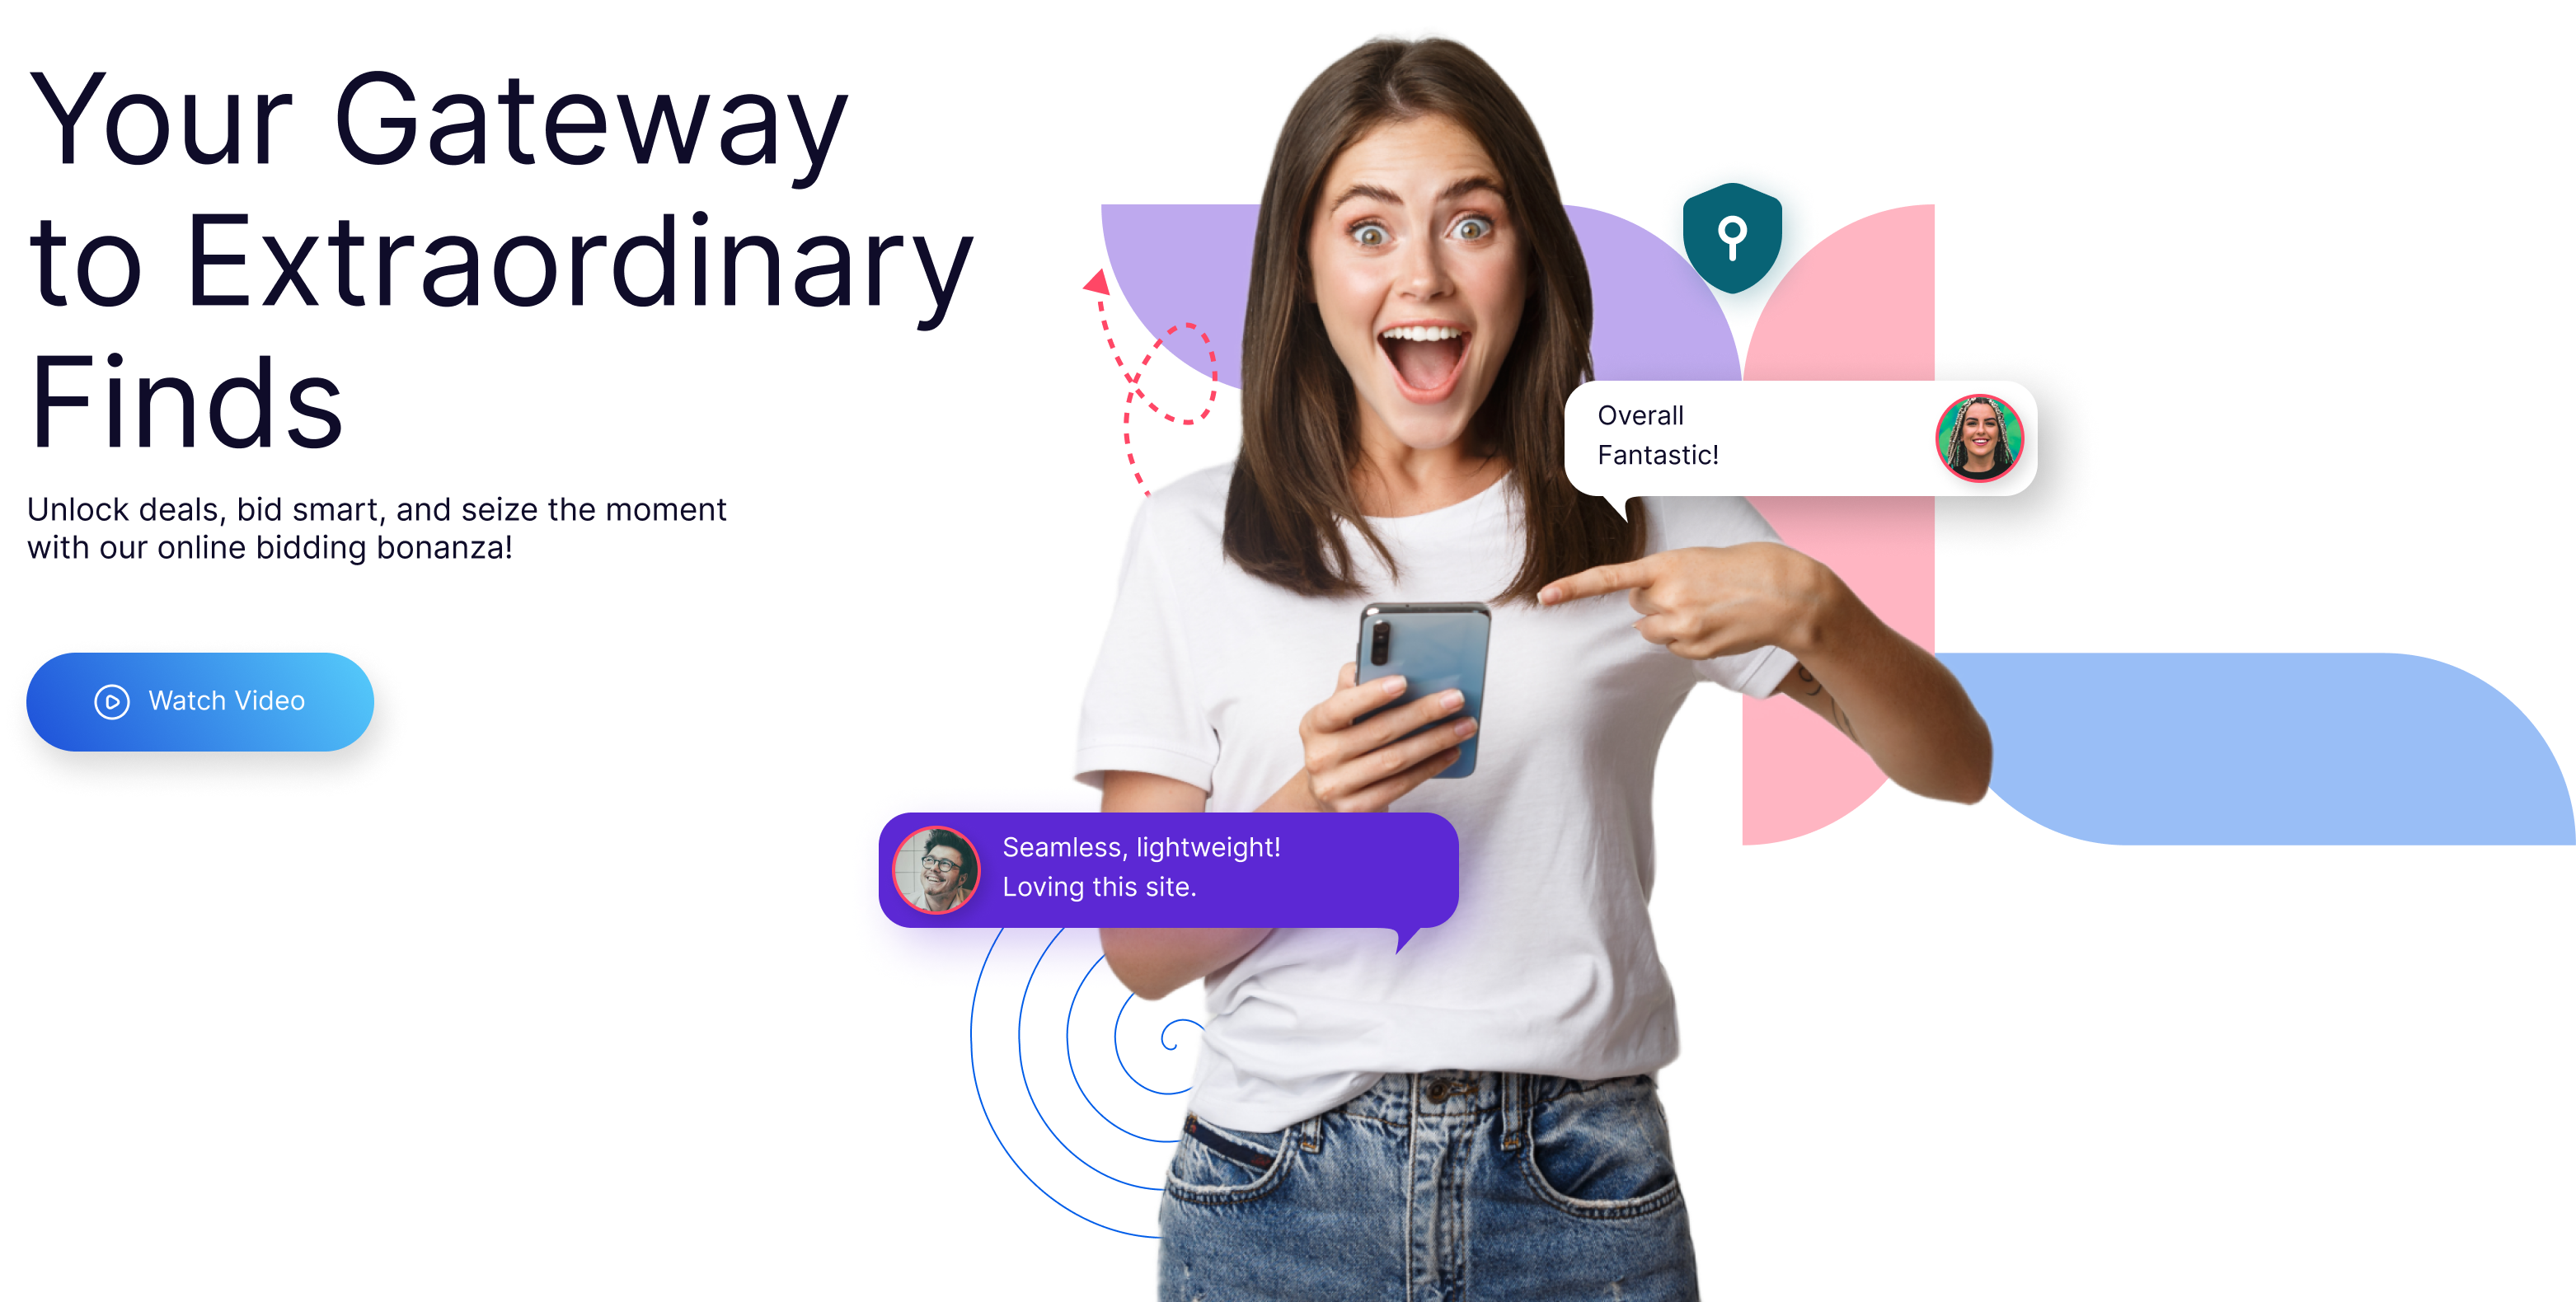 Your Gateway
to Extraordinary
Finds
Unlock deals, bid smart, and seize the moment
with our online bidding bonanza!
Watch Video
Overall
Fantastic!
Seamless, lightweight!
Loving this site.